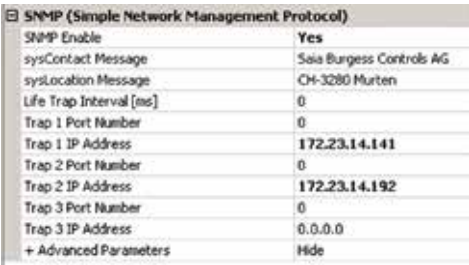 SNMP (Simple Network Management Protocol)
SNMP Enable Yes
sysContact Message Saia Burgess Controls AG
sysLocation Message CH-3280 Murten
Life Trap Interval [ms] 0
Trap 1 Port Number 0
Trap 1 IP Address 172.23.14.141
Trap 2 Port Number 0
Trap 2 IP Address 172.23.14.192
Trap 3 Port Number 0
Trap 3 IP Address 0.0.0.0
+ Advanced Parameters Hide